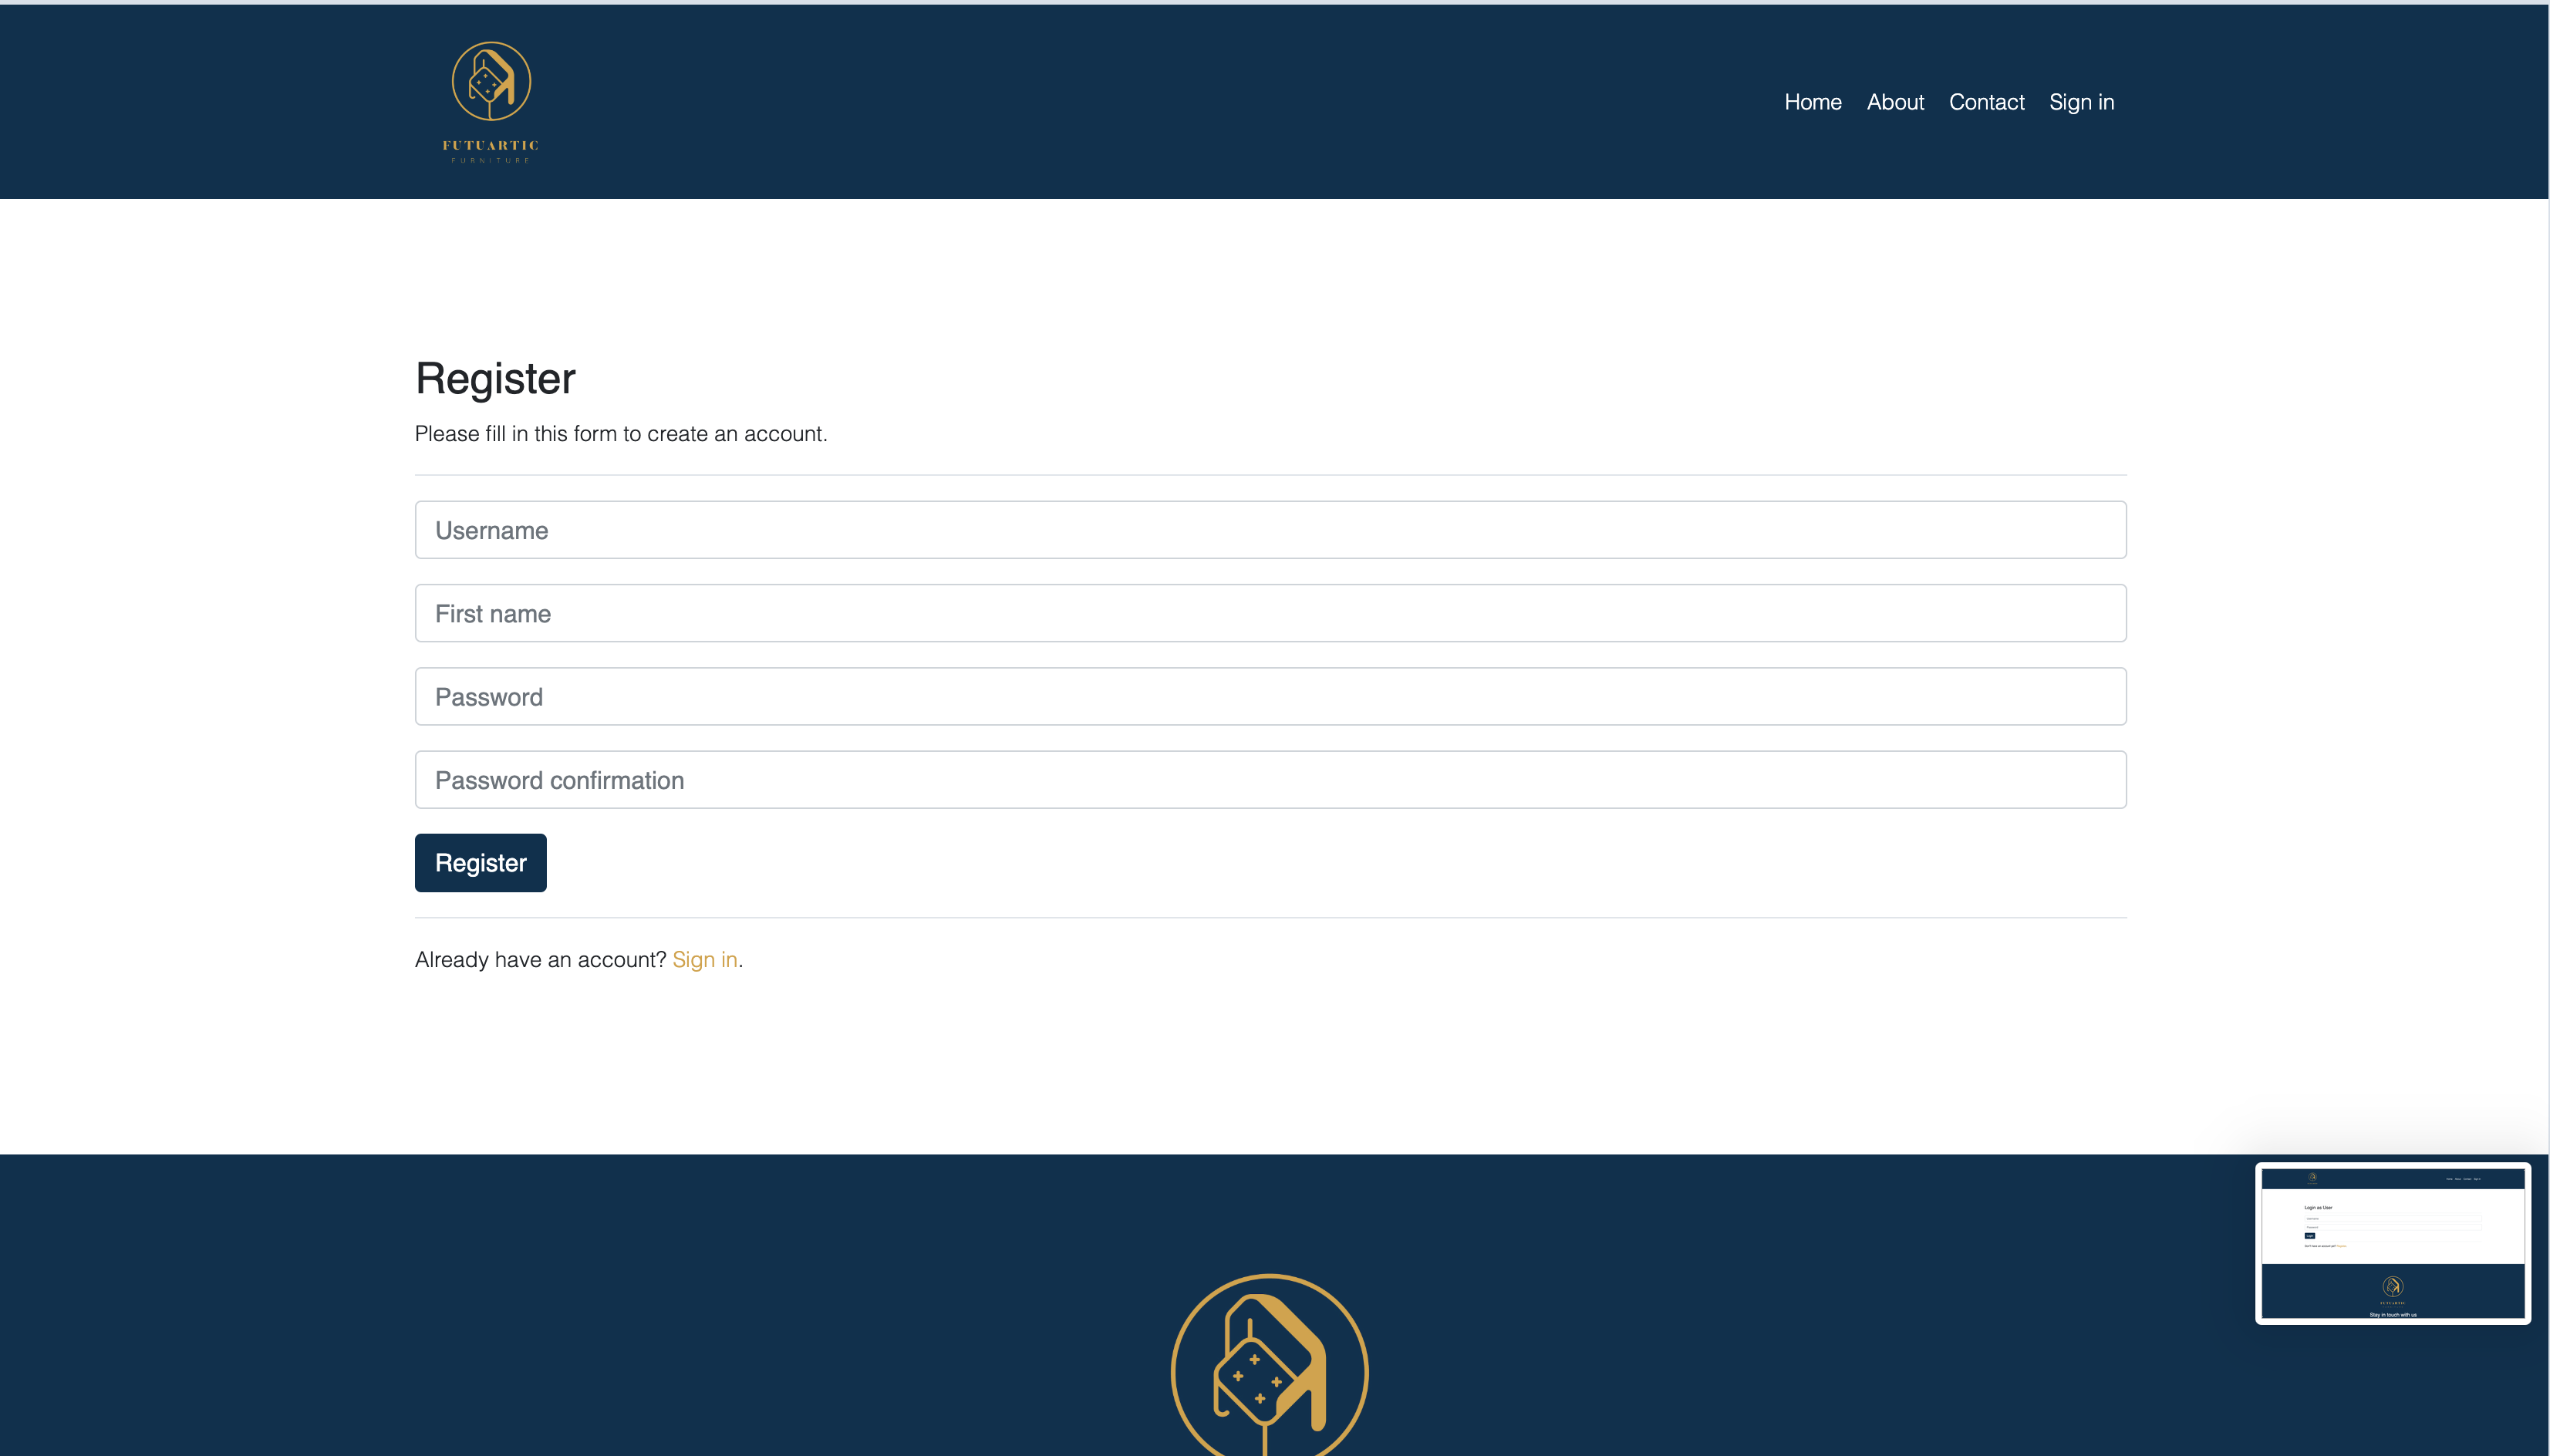 FUTUARTIC
FURNITURE
Home About Contact Sign in
Register
Please fill in this form to create an account.
Username
First name
Password
Password confirmation
Register
Already have an account? Sign in.
Login as User
Stay in touch with us